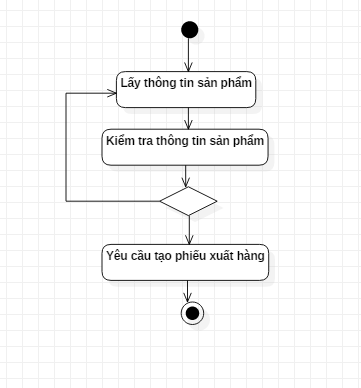 Lấy thông tin sản phẩm
Kiểm tra thông tin sản phẩm
Yêu cầu tạo phiếu xuất hàng